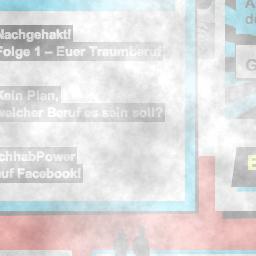 Nachgehakt!
Folge 1 – Euer Traumberuf
Kein Plan,
welcher Beruf es sein soll?
ichhabPower
auf Facebook!